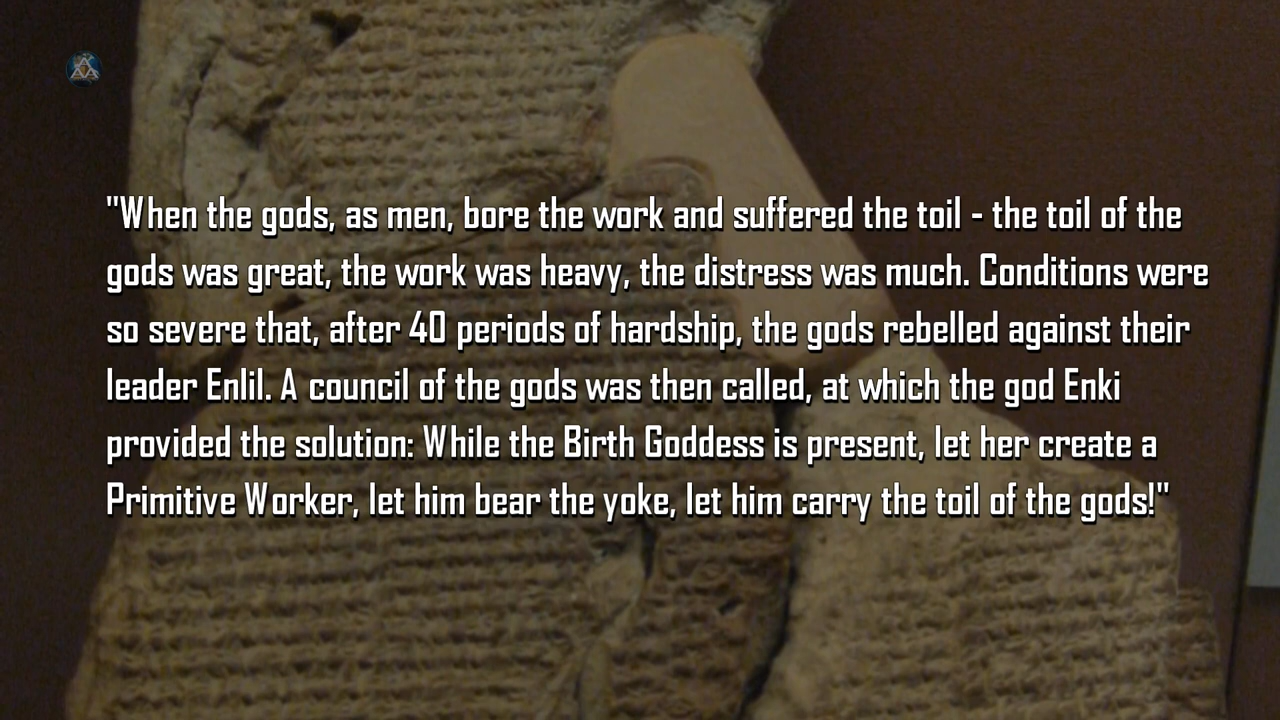 "When the gods, as men, bore the work and suffered the toil - the toil of the
gods was great, the work was heavy, the distress was much. Conditions were
so severe that, after 40 periods of hardship, the gods rebelled against their
leader Enlil. A council of the gods was then called, at which the god Enki
provided the solution: While the Birth Goddess is present, let her create a
Primitive Worker, let him bear the yoke, let him carry the toil of the gods!"